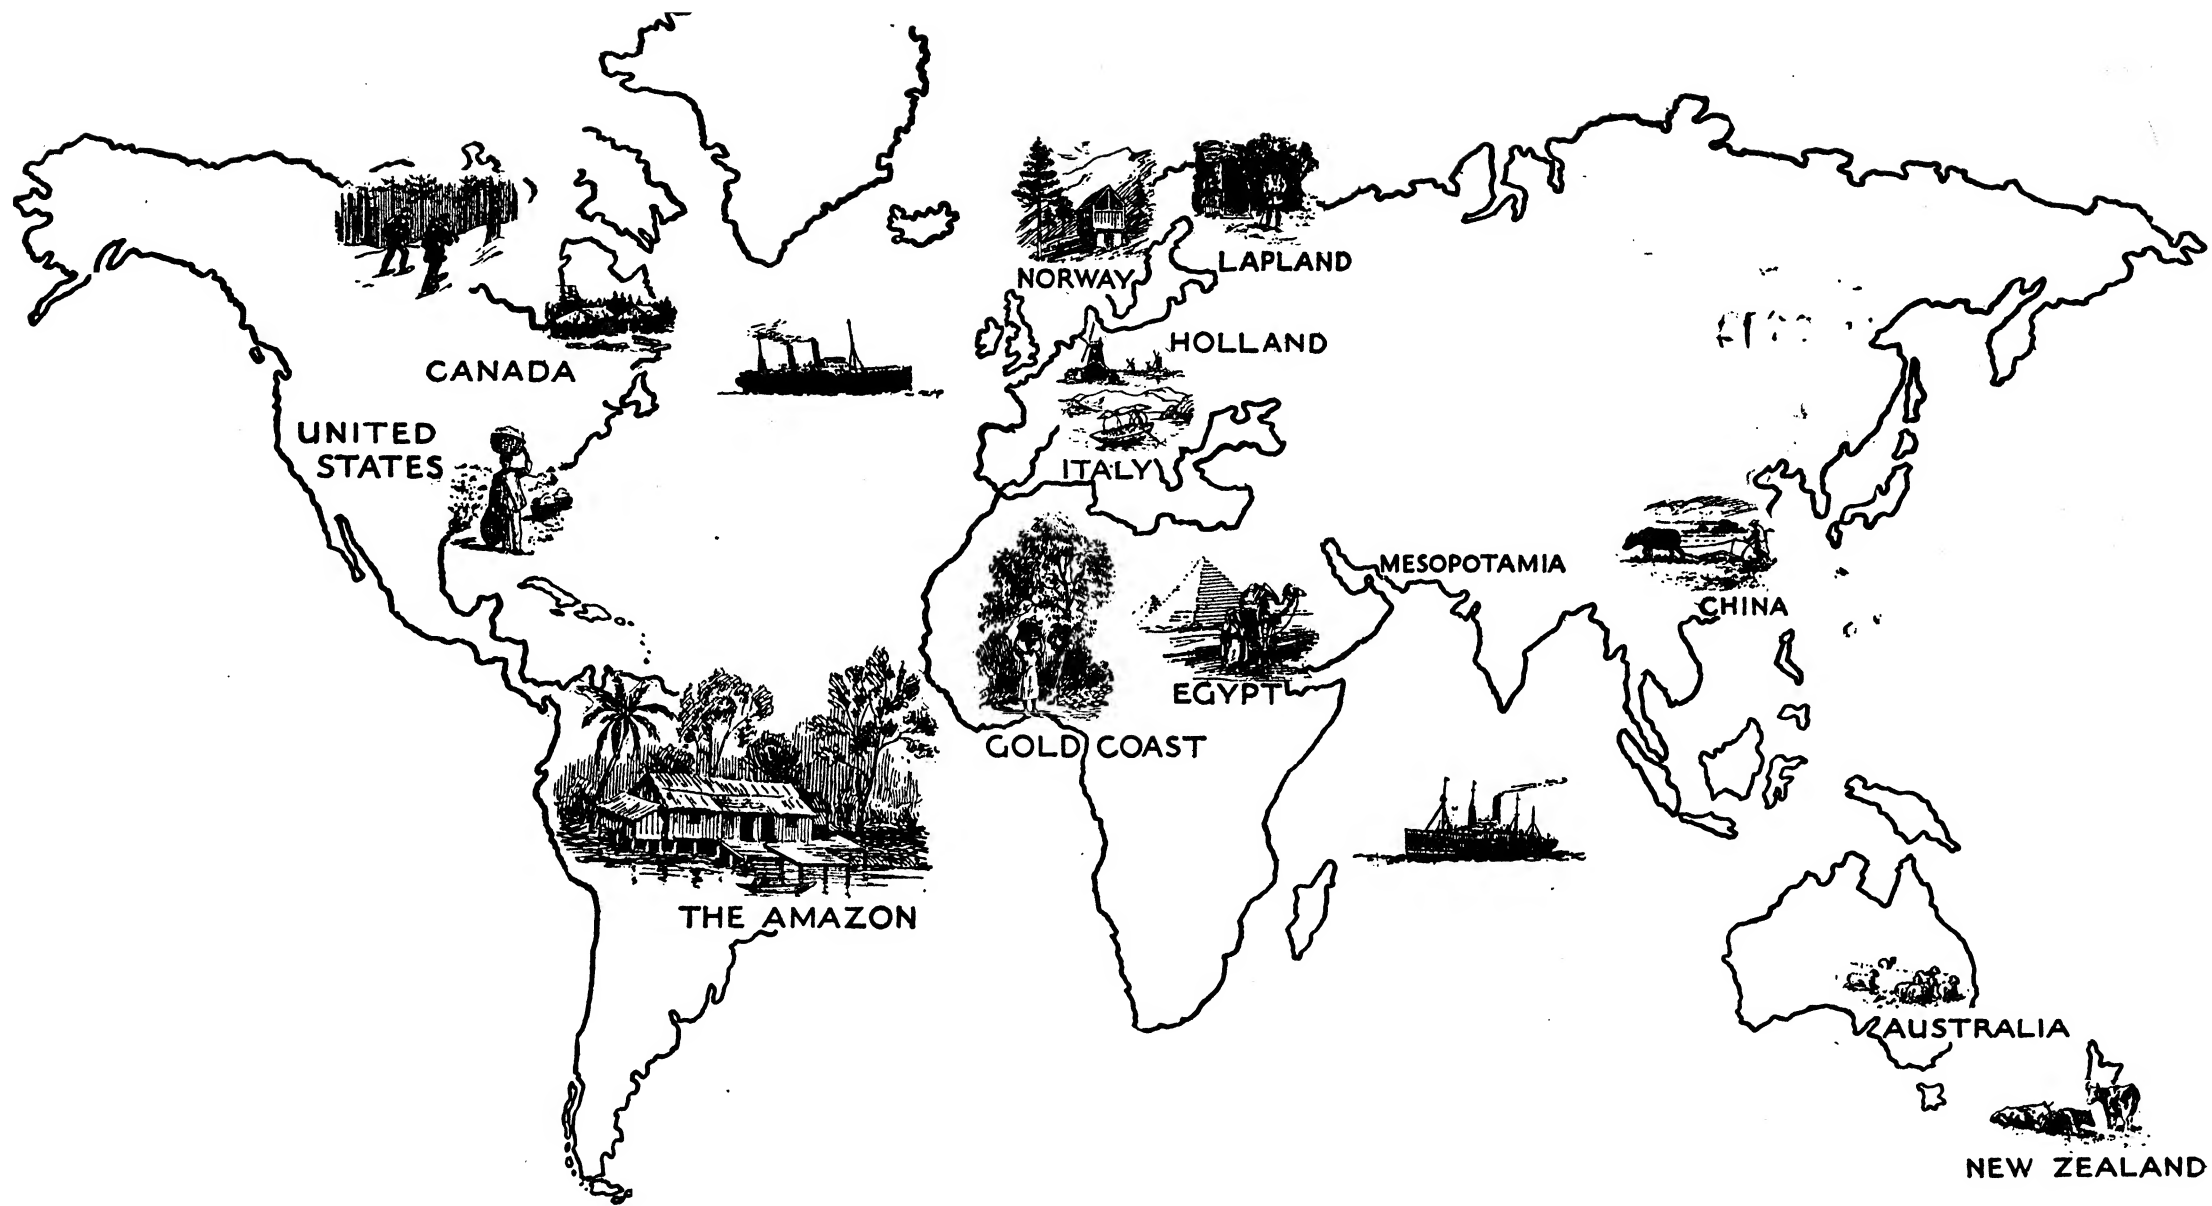 NORWAY
LAPLAND
HOLLAND
CANADA
UNITED
STATES
ITALY
MESOPOTAMIA
CHINA
EGYPT
GOLD COAST
THE AMAZON
AUSTRALIA
NEW ZEALAND